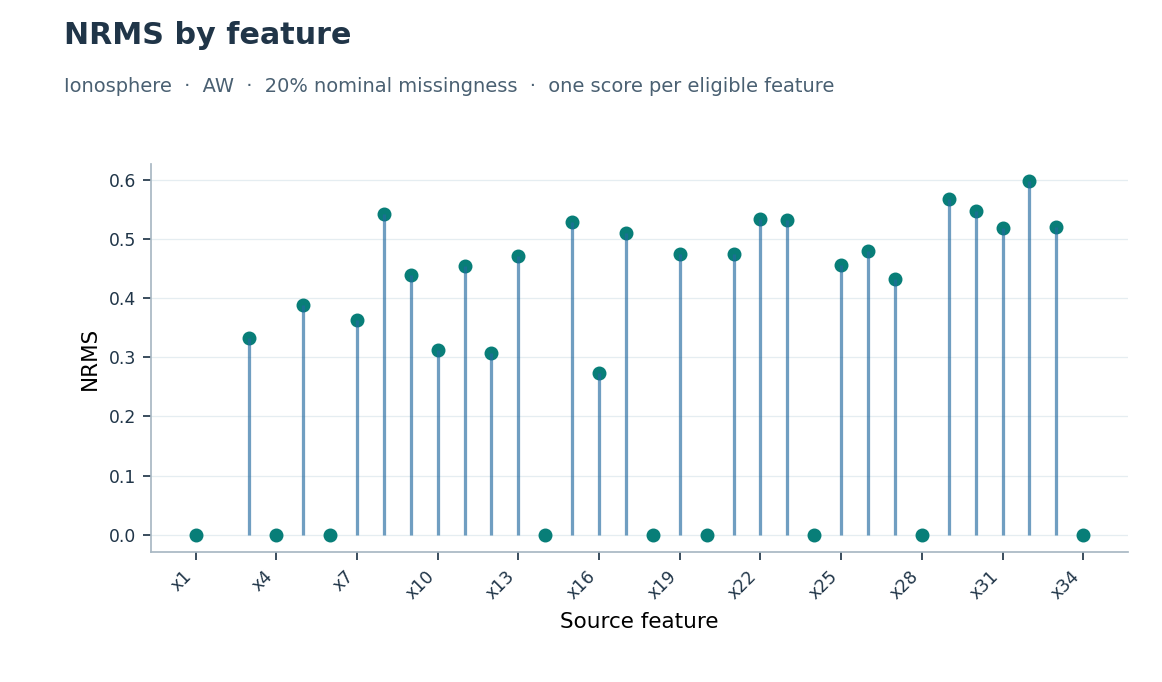 NRMS by feature
Ionosphere · AW · 20% nominal missingness · one score per eligible feature
0.6
0.5
0.4
0.3
0.2
0.1
0.0
NRMS
x1 x4 x7 x10 x13 x16 x19 x22 x25 x28 x31 x34
Source feature